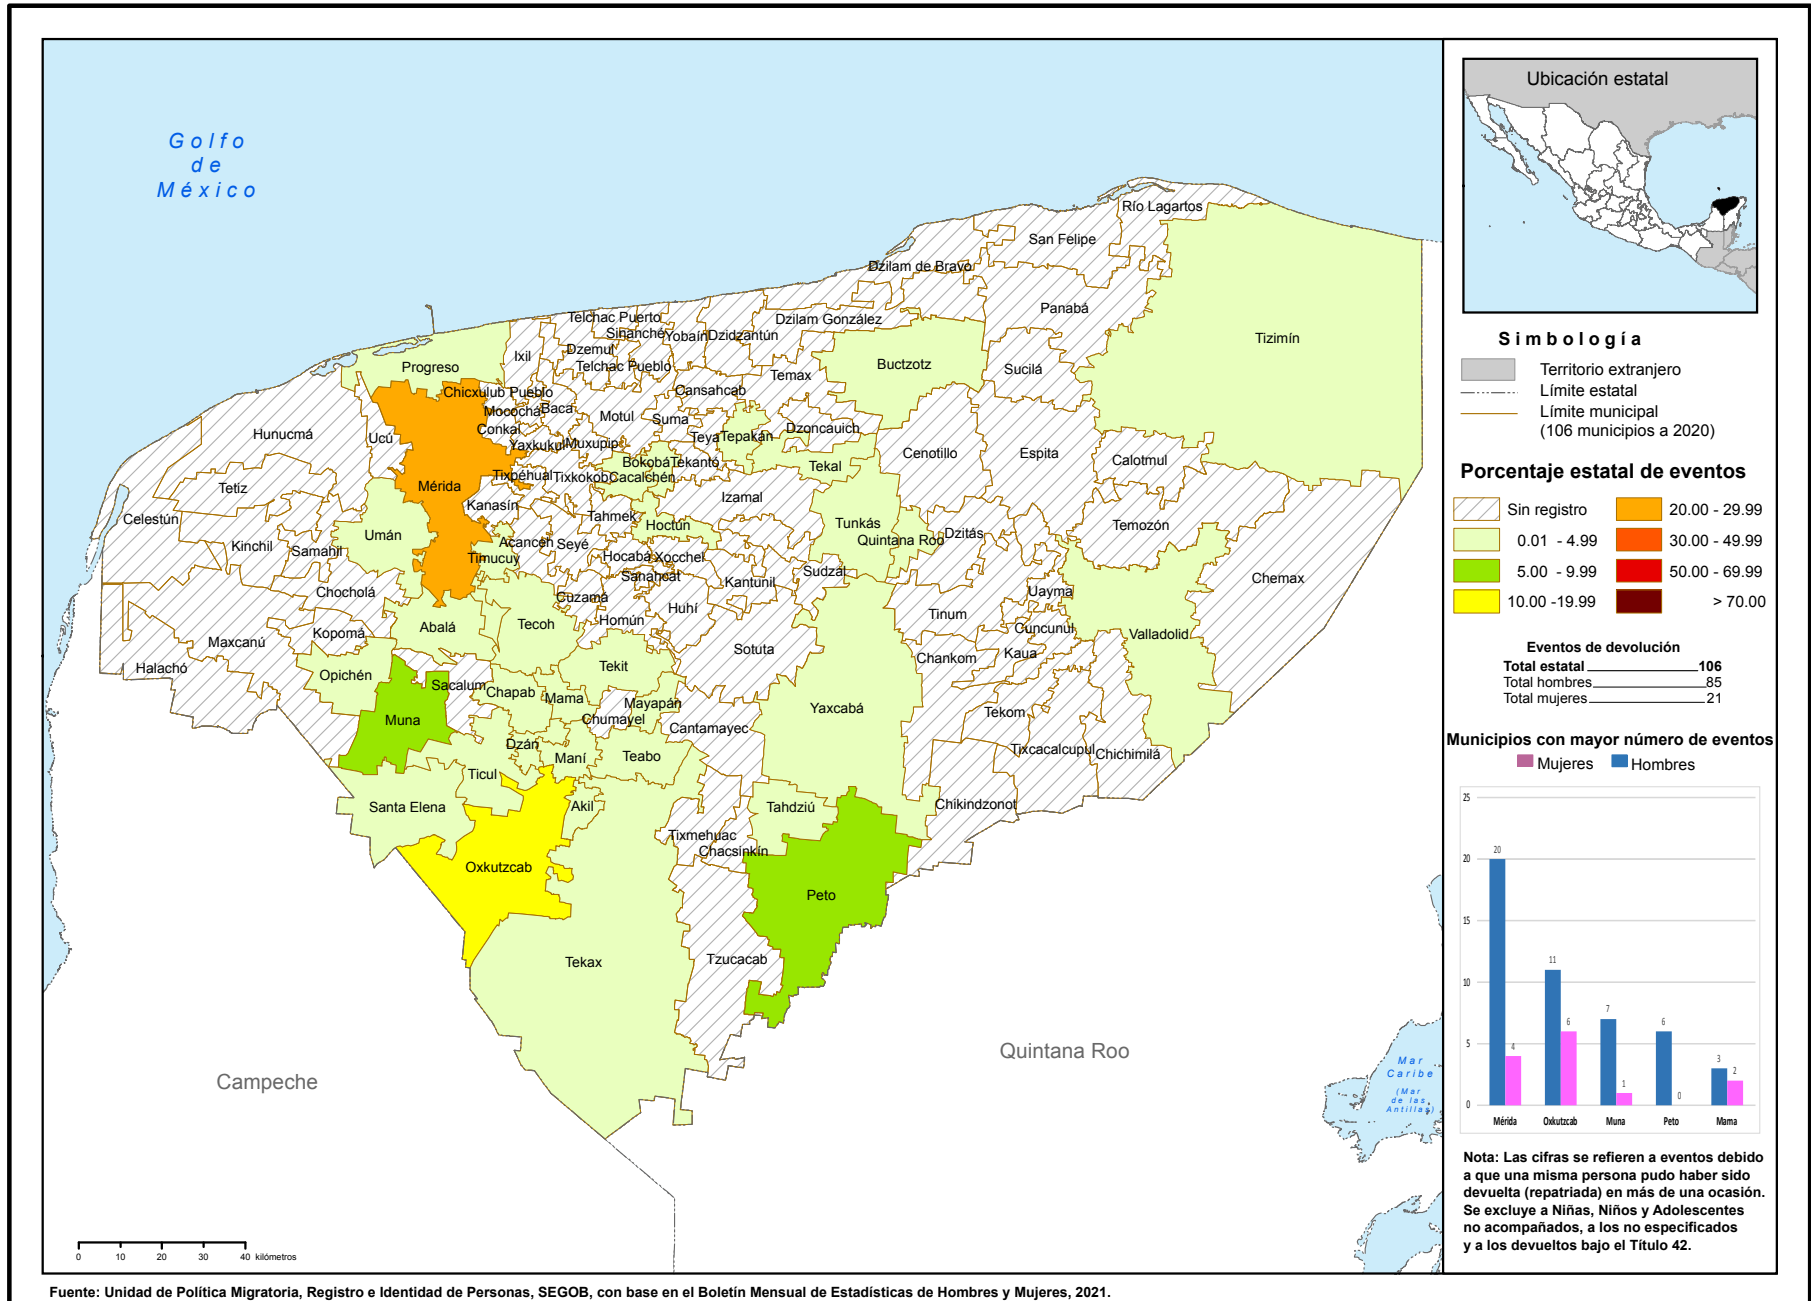 Golfo
de
México
Río Lagartos
San Felipe
Dzilam de Bravo
Panabá
Telchac Puerto
Sinanché
Yobaín
Dzidzantún
Dzilam González
Tizimín
Ixil
Dzemul
Telchac Pueblo
Progreso
Buctzotz
Sucilá
Temax
Cansahcab
Chicxulub Pueblo
Mocochá
Baca
Motul
Suma
Conkal
Dzoncauich
Hunucmá
Ucú
Yaxkukul
Muxupip
Teya
Tepakán
Cenotillo
Espita
Calotmul
Bokobá
Tekantó
Tekal
Tixpéhual
Tixkokob
Cacalchén
Mérida
Tetiz
Izamal
Kanasín
Celestún
Tahmek
Hoctún
Tunkás
Temozón
Umán
Quintana Roo
Dzitás
Kinchil
Samahil
Acanceh
Seyé
Timucuy
Hocabá
Xocchel
Sanahcat
Kantunil
Sudzal
Chemax
Chocholá
Cuzamá
Huhí
Uayma
Homún
Tinum
Abalá
Tecoh
Cuncunul
Valladolid
Kopomá
Maxcanú
Sotuta
Kaua
Chankom
Halachó
Opichén
Tekit
Sacalum
Chapab
Mama
Mayapán
Muna
Chumayel
Yaxcabá
Tekom
Cantamayec
Dzán
Maní
Teabo
Tixcacalcupul
Chichimilá
Ticul
Santa Elena
Akil
Tahdziú
Chikindzonot
Tixmehuac
Chacsinkín
Oxkutzcab
Peto
Tekax
Tzucacab
Quintana Roo
Campeche
Mar
Caribe
(Mar
de las
Antillas)
0 10 20 30 40 kilómetros
Ubicación estatal
Simbología
Territorio extranjero
Límite estatal
Límite municipal
(106 municipios a 2020)
Porcentaje estatal de eventos
Sin registro 20.00 - 29.99
0.01 - 4.99 30.00 - 49.99
5.00 - 9.99 50.00 - 69.99
10.00 -19.99 > 70.00
Eventos de devolución
Total estatal 106
Total hombres 85
Total mujeres 21
Municipios con mayor número de eventos
Mujeres Hombres
25
20
15
10
5
0
20
4
11
6
7
1
6
0
3
2
Mérida Oxkutzcab Muna Peto Mama
Nota: Las cifras se refieren a eventos debido
a que una misma persona pudo haber sido
devuelta (repatriada) en más de una ocasión.
Se excluye a Niñas, Niños y Adolescentes
no acompañados, a los no especificados
y a los devueltos bajo el Título 42.
Fuente: Unidad de Política Migratoria, Registro e Identidad de Personas, SEGOB, con base en el Boletín Mensual de Estadísticas de Hombres y Mujeres, 2021.